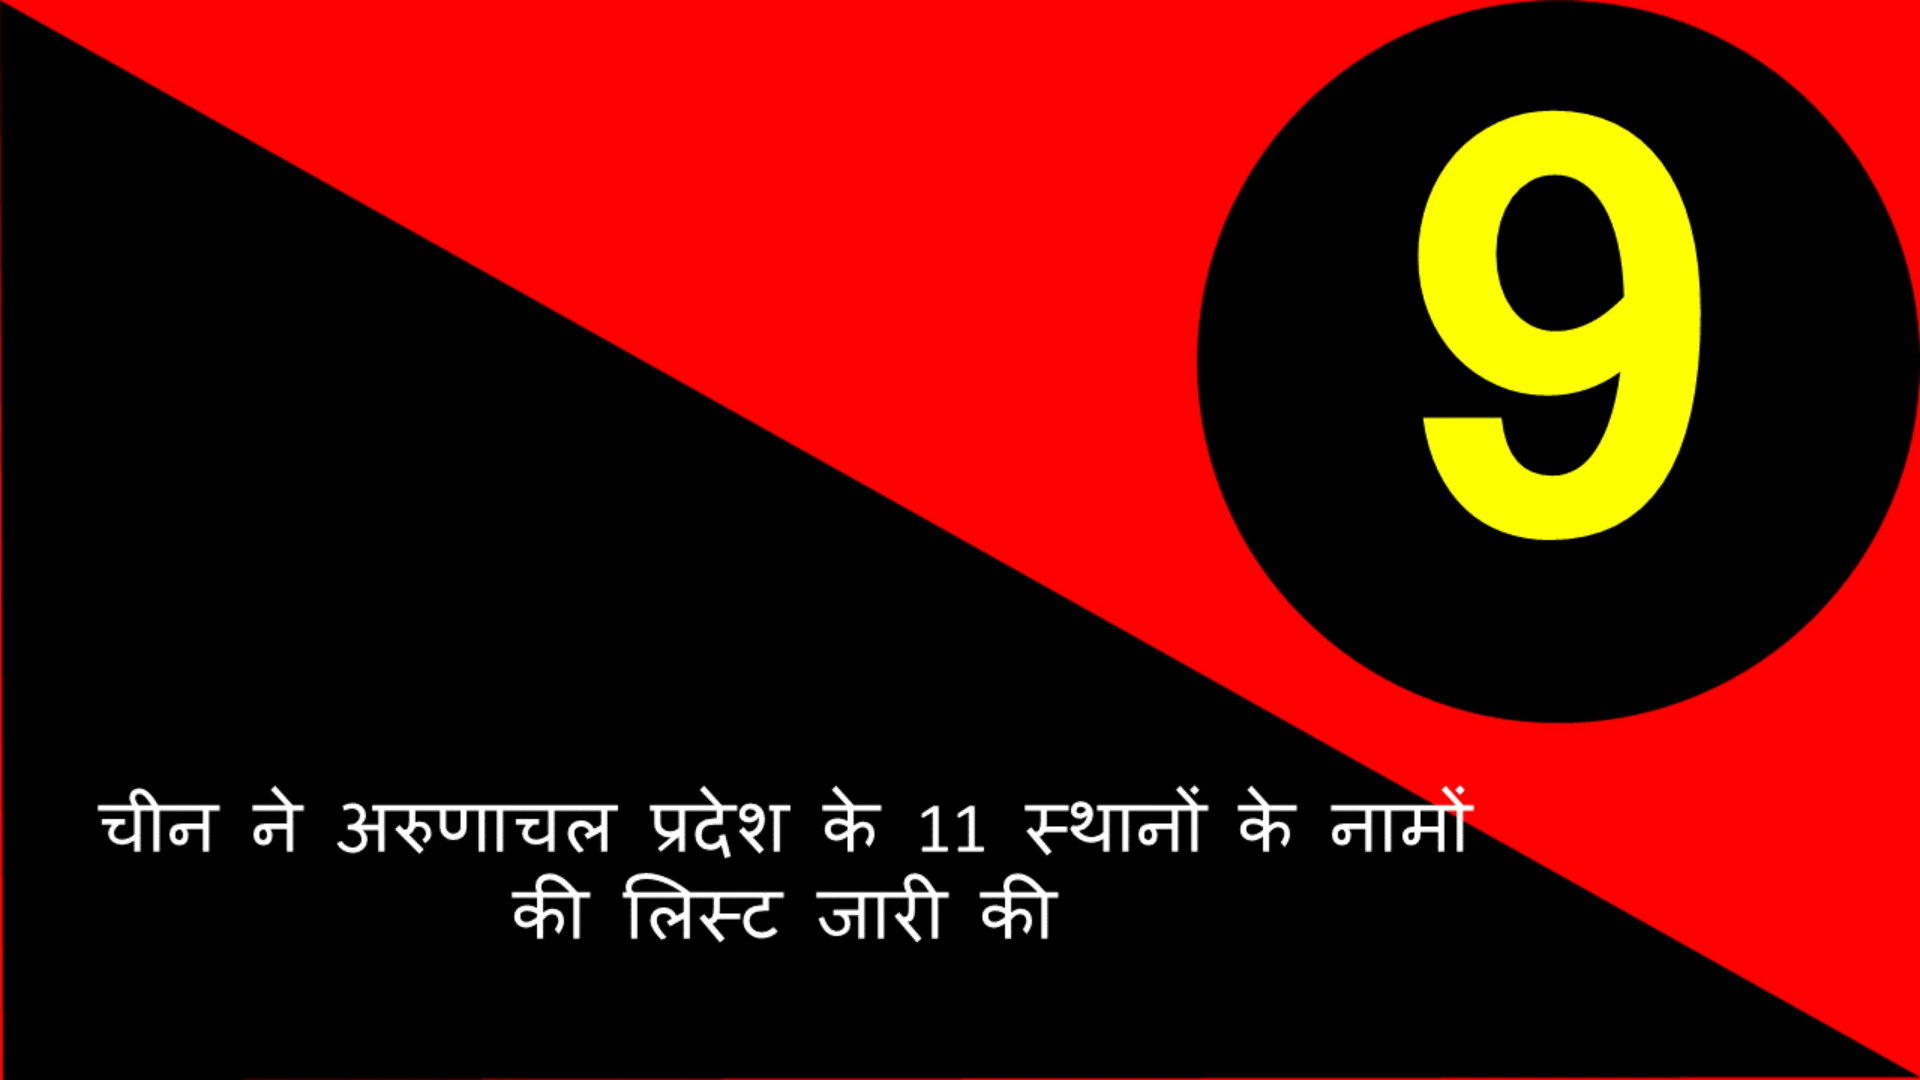 9
चीन ने अरुणाचल प्रदेश के 11 स्थानों के नामों
की लिस्ट जारी की